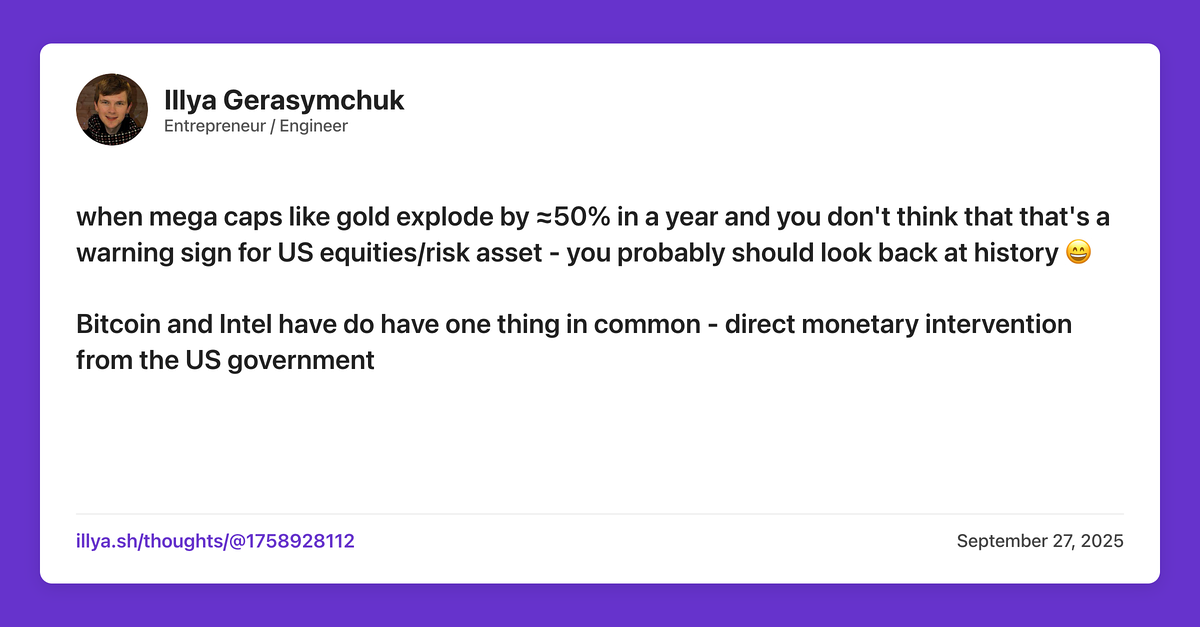 Illya Gerasymchuk
Entrepreneur / Engineer
when mega caps like gold explode by ≈50% in a year and you don't think that that's a
warning sign for US equities/risk asset - you probably should look back at history 😄
Bitcoin and Intel have do have one thing in common - direct monetary intervention
from the US government
illya.sh/thoughts/@1758928112
September 27, 2025